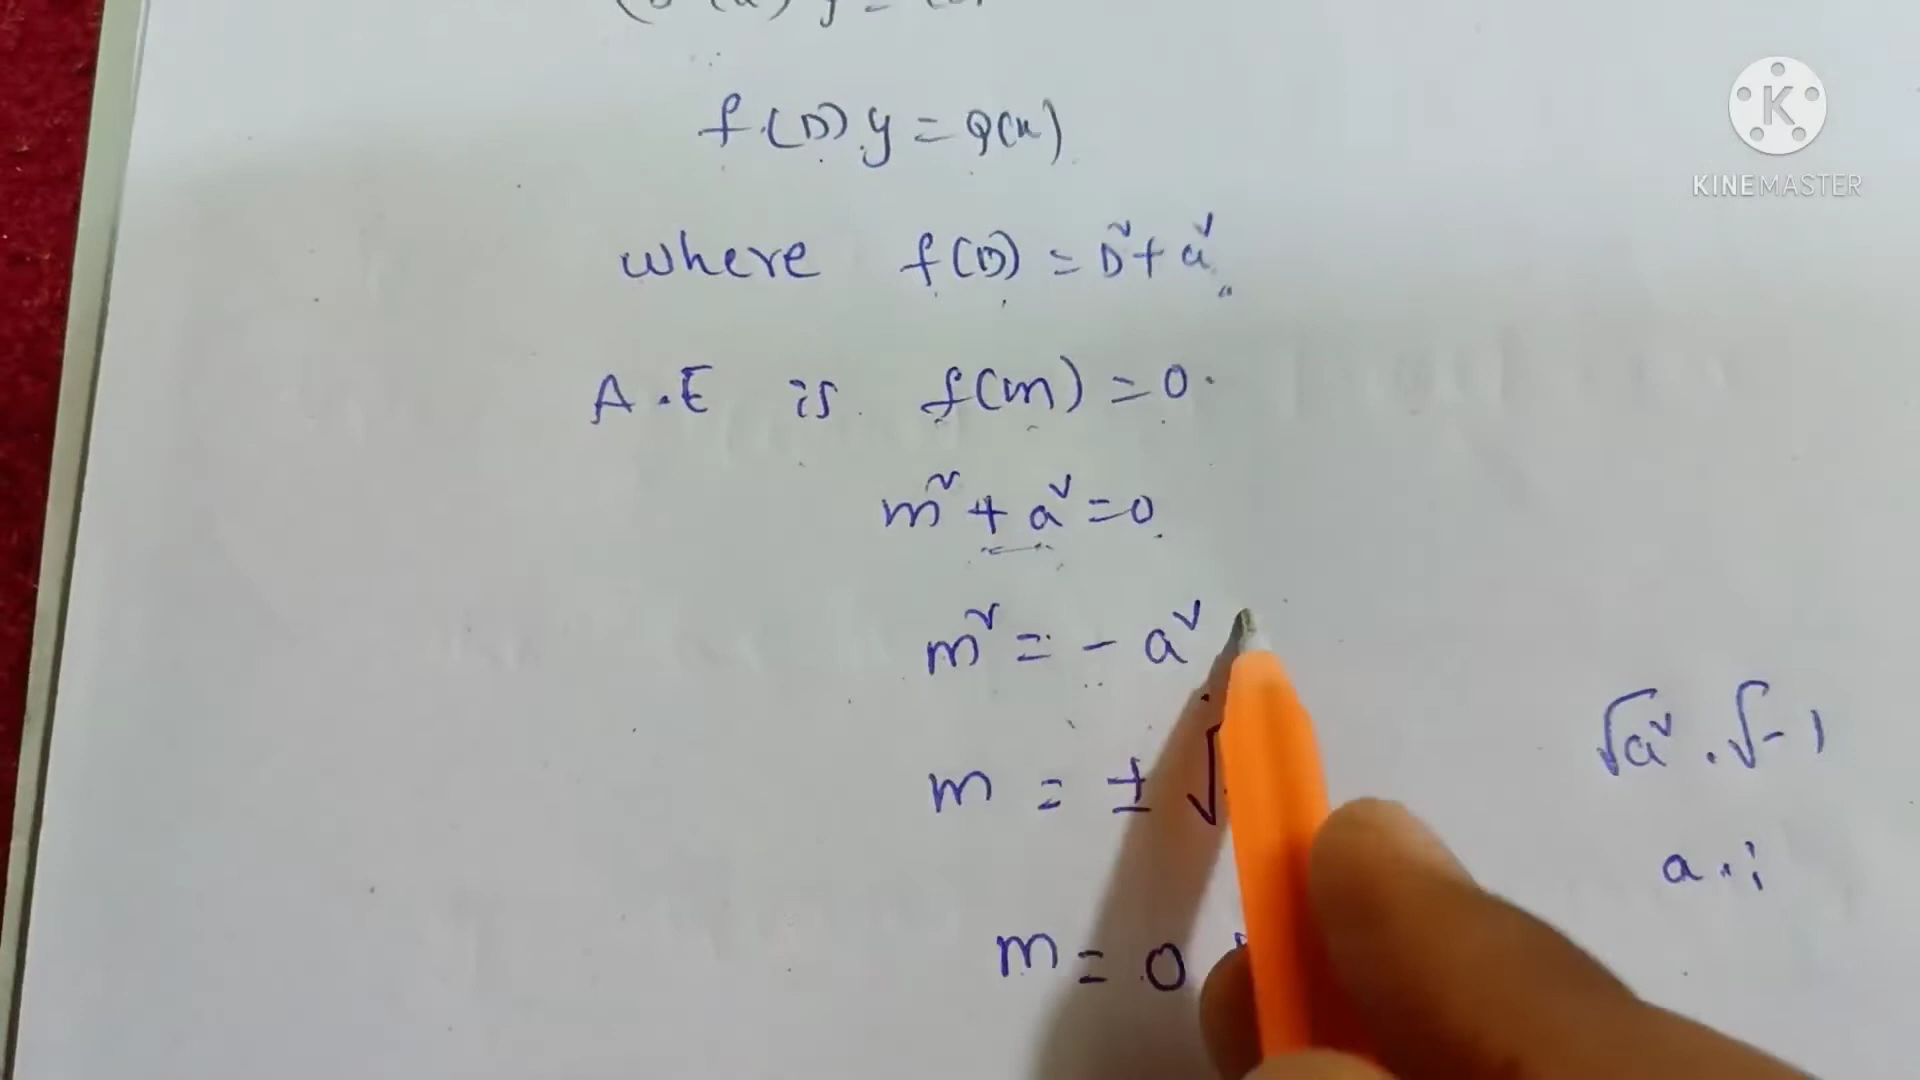 f(D)y = Q(x)
KINEMASTER
where f(D) = D² + a²
A.E is f(m) = 0.
m² + a² = 0
m² = - a²
m = ± √
√a² . √-1
a . i
m = 0